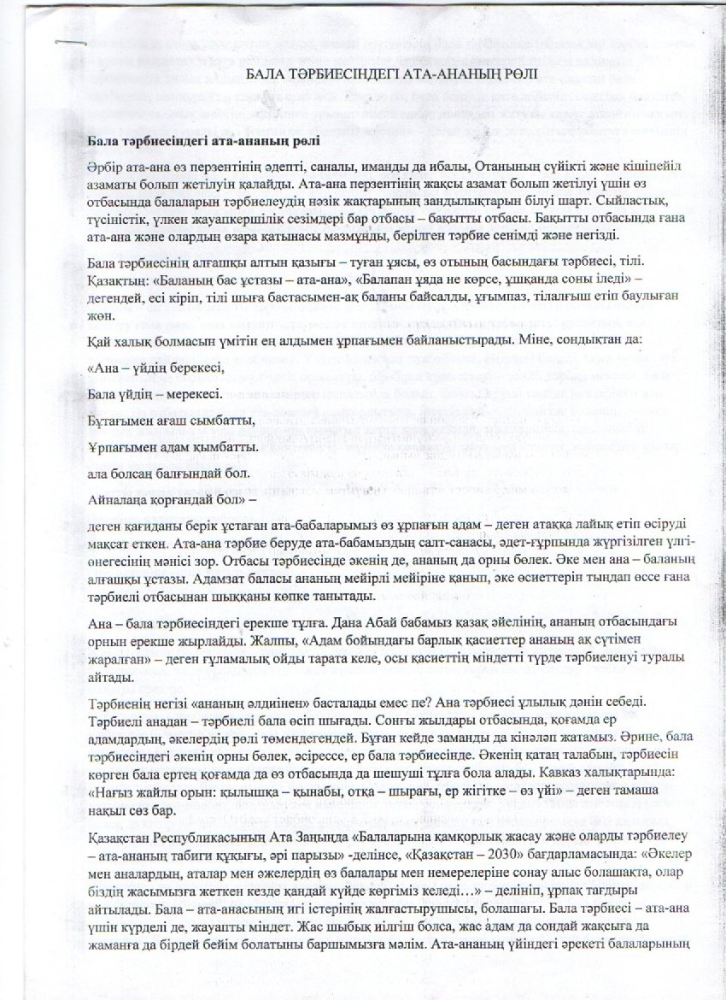 БАЛА ТӘРБИЕСІНДЕГІ АТА-АНАНЫҢ РӨЛІ
Бала тәрбиесіндегі ата-ананың рөлі
Әрбір ата-ана өз перзентінің әдепті, саналы, иманды да ибалы, Отанының сүйікті және кішіпейіл
азаматы болып жетілуін қалайды. Ата-ана перзентінің жақсы азамат болып жетілуі үшін өз
отбасында балаларын тәрбиелеудің нәзік жақтарының зандылықтарын білуі шарт. Сыйластық,
түсіністік, үлкен жауапкершілік сезімдері бар отбасы – бақытты отбасы. Бақытты отбасында ғана
ата-ана және олардың өзара қатынасы мазмұнды, берілген тәрбие сенімді және негізді.
Бала тәрбиесінің алғашқы алтын қазығы – туған ұясы, өз отының басындағы тәрбиесі, тілі.
Қазақтың: «Баланың бас ұстазы – ата-ана», «Балапан ұяда не көрсе, ұшқанда соны іледі» –
дегендей, есі кіріп, тілі шыға бастасымен-ақ баланы байсалды, ұғымпаз, тілалғыш етіп баулыған
жөн.
Қай халық болмасын үмітін ең алдымен ұрпағымен байланыстырады. Міне, сондықтан да:
«Ана – үйдің берекесі,
Бала үйдің – мерекесі.
Бұтағымен ағаш сымбатты,
Ұрпағымен адам қымбатты.
ала болсаң балғындай бол.
Айналаңа қорғандай бол» –
деген қағиданы берік ұстаған ата-бабаларымыз өз ұрпағын адам – деген атаққа лайық етіп өсіруді
мақсат еткен. Ата-ана тәрбие беруде ата-бабамыздың салт-санасы, әдет-ғұрпында жүргізілген үлгі-
өнегесінің мәнісі зор. Отбасы тәрбиесінде әкенің де, ананың да орны бөлек. Әке мен ана – баланың
алғашқы ұстазы. Адамзат баласы ананың мейірлі мейіріне қанып, әке өсиеттерін тыңдап өссе ғана
тәрбиелі отбасынан шыққаны көпке танытады.
Ана – бала тәрбиесіндегі ерекше тұлға. Дана Абай бабамыз қазақ әйелінің, ананың отбасындағы
орнын ерекше жырлайды. Жалпы, «Адам бойындағы барлық қасиеттер ананың ақ сүтімен
жаралған» – деген ғұламалық ойды тарата келе, осы қасиеттің міндетті түрде тәрбиеленуі туралы
айтады.
Тәрбиенің негізі «ананың әлдиінен» басталады емес пе? Ана тәрбиесі ұлылық дәнін себеді.
Тәрбиелі анадан – тәрбиелі бала өсіп шығады. Соңғы жылдары отбасында, қоғамда ер
адамдардың, әкелердің рөлі төмендегендей. Бұған кейде заманды да кінәләп жатамыз. Әрине, бала
тәрбиесіндегі әкенің орны бөлек, әсірессе, ер бала тәрбиесінде. Әкенің қатаң талабын, тәрбиесін
көрген бала ертең қоғамда да өз отбасында да шешуші тұлға бола алады. Кавказ халықтарында:
«Нағыз жайлы орын: қылышқа – қынабы, отқа – шырағы, ер жігітке – өз үйі» – деген тамаша
нақыл сөз бар.
Қазақстан Республикасының Ата Заңыңда «Балаларына қамқорлық жасау және оларды тәрбиелеу
– ата-ананың табиғи құқығы, әрі парызы» -делінсе, «Қазақстан – 2030» бағдарламасында: «Әкелер
мен аналардың, аталар мен әжелердің өз балалары мен немерелеріне сонау алыс болашақта, олар
біздің жасымызға жеткен кезде қандай күйде көргіміз келеді…» – делініп, ұрпақ тағдыры
айтылады. Бала – ата-анасының игі істерінің жалғастырушысы, болашағы. Бала тәрбиесі – ата-ана
үшін күрделі де, жауапты міндет. Жас шыбық иілгіш болса, жас адам да сондай жақсыға да
жаманға да бірдей бейім болатыны баршымызға мәлім. Ата-ананың үйіндегі әрекеті балаларының